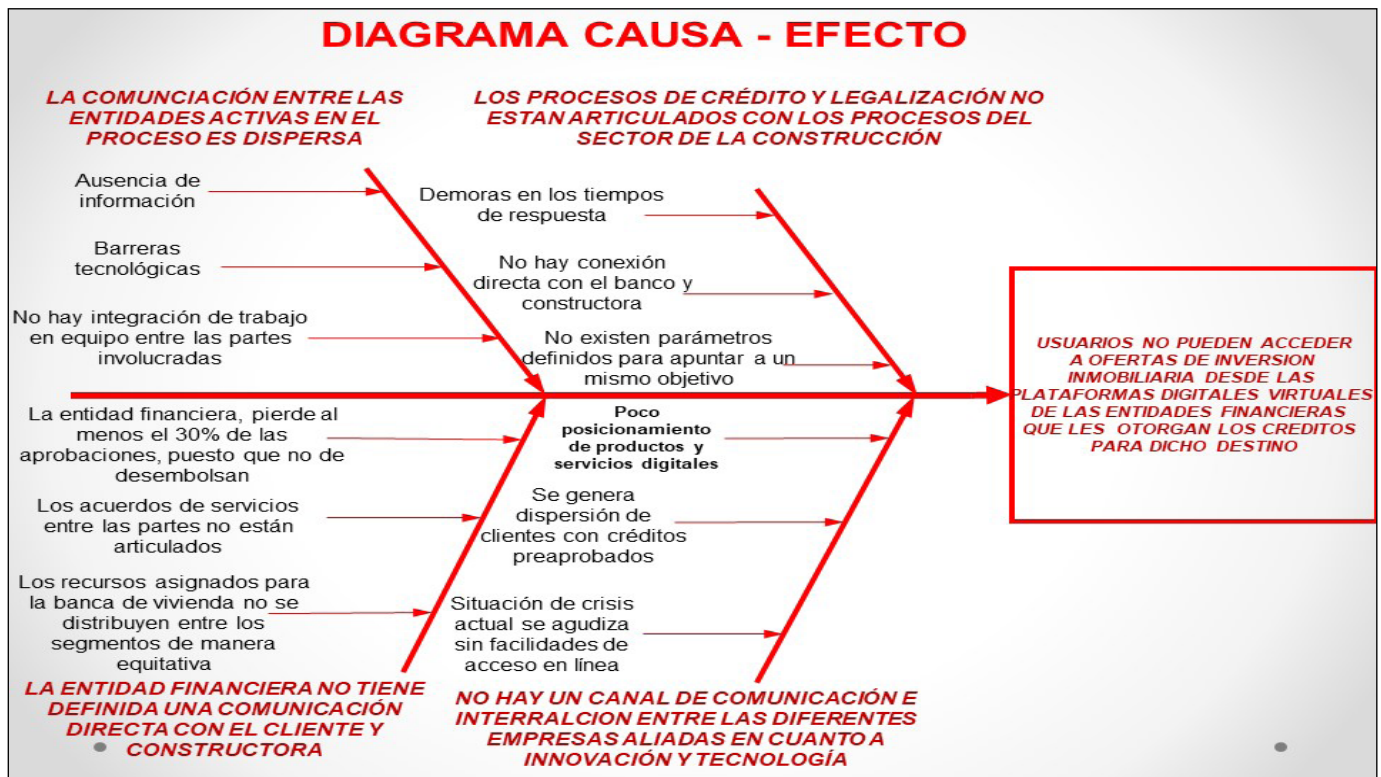 DIAGRAMA CAUSA - EFECTO
LA COMUNCIACIÓN ENTRE LAS
ENTIDADES ACTIVAS EN EL
PROCESO ES DISPERSA
LOS PROCESOS DE CRÉDITO Y LEGALIZACIÓN NO
ESTAN ARTICULADOS CON LOS PROCESOS DEL
SECTOR DE LA CONSTRUCCIÓN
Ausencia de
información
Barreras
tecnológicas
No hay integración de trabajo
en equipo entre las partes
involucradas
Demoras en los tiempos
de respuesta
No hay conexión
directa con el banco y
constructora
No existen parámetros
definidos para apuntar a un
mismo objetivo
USUARIOS NO PUEDEN ACCEDER
A OFERTAS DE INVERSION
INMOBILIARIA DESDE LAS
PLATAFORMAS DIGITALES VIRTUALES
DE LAS ENTIDADES FINANCIERAS
QUE LES OTORGAN LOS CREDITOS
PARA DICHO DESTINO
La entidad financiera, pierde al
menos el 30% de las
aprobaciones, puesto que no de
desembolsan
Los acuerdos de servicios
entre las partes no están
articulados
Los recursos asignados para
la banca de vivienda no se
distribuyen entre los
segmentos de manera
equitativa
Poco
posicionamiento
de productos y
servicios digitales
Se genera
dispersión de
clientes con créditos
preaprobados
Situación de crisis
actual se agudiza
sin facilidades de
acceso en línea
LA ENTIDAD FINANCIERA NO TIENE
DEFINIDA UNA COMUNICACIÓN
DIRECTA CON EL CLIENTE Y
CONSTRUCTORA
NO HAY UN CANAL DE COMUNICACIÓN E
INTERRALCION ENTRE LAS DIFERENTES
EMPRESAS ALIADAS EN CUANTO A
INNOVACIÓN Y TECNOLOGÍA